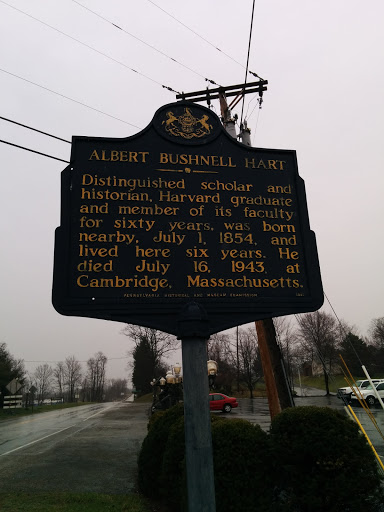 ALBERT BUSHNELL HART
Distinguished scholar and
historian, Harvard graduate
and member of its faculty
for sixty years, was born
nearby, July 1, 1854, and
lived here six years. He
died July 16, 1943, at
Cambridge, Massachusetts.
PENNSYLVANIA HISTORICAL AND MUSEUM COMMISSION